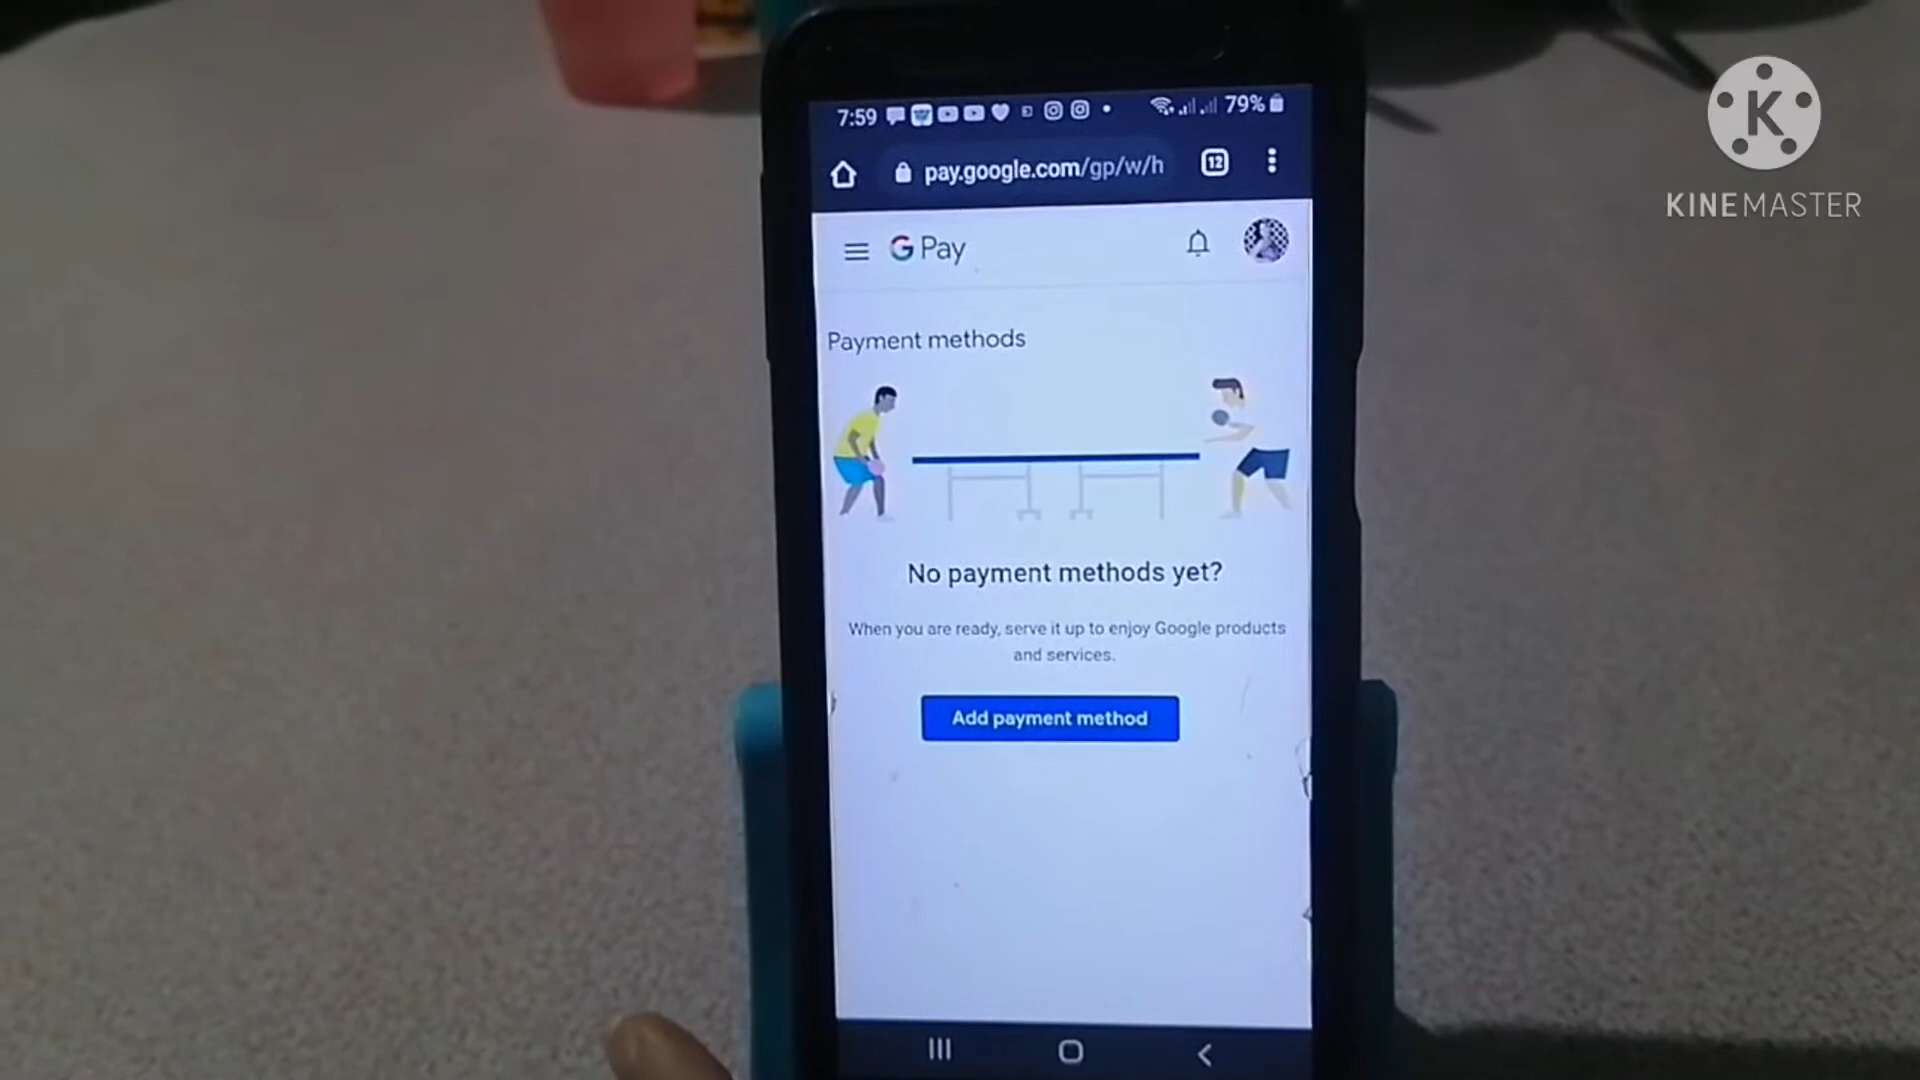 7:59 79%
pay.google.com/gp/w/h 12
G Pay
Payment methods
No payment methods yet?
When you are ready, serve it up to enjoy Google products
and services.
Add payment method
K
KINEMASTER